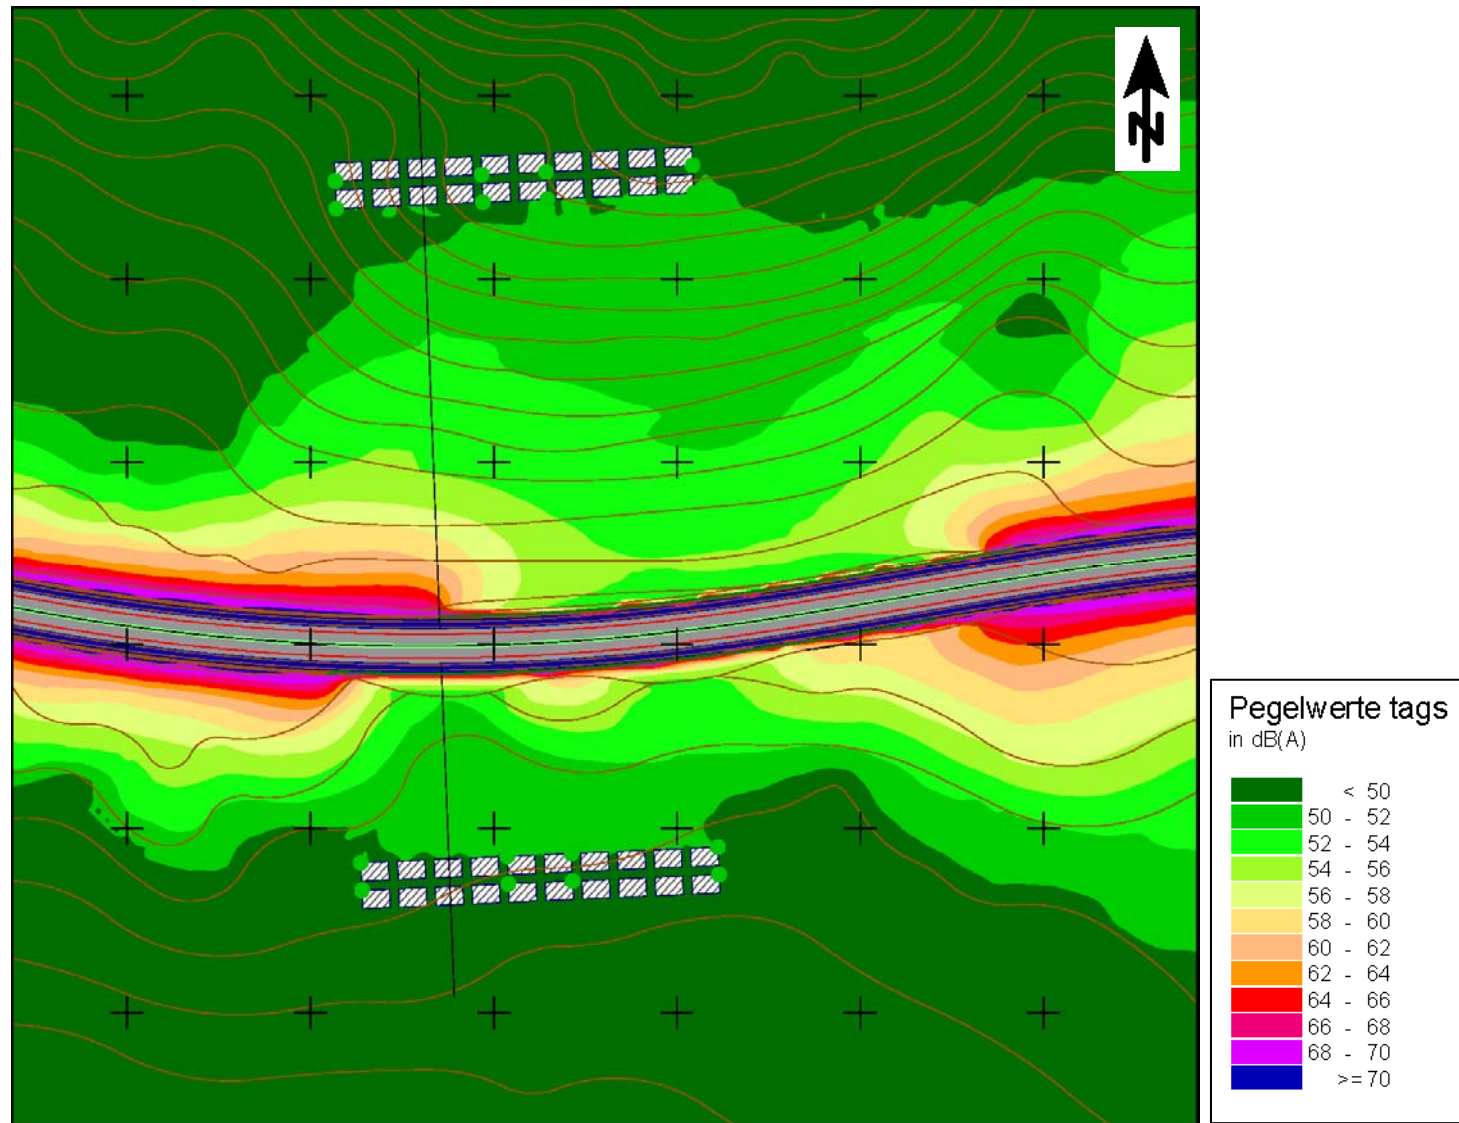 N
Pegelwerte tags
in dB(A)
< 50
50 - 52
52 - 54
54 - 56
56 - 58
58 - 60
60 - 62
62 - 64
64 - 66
66 - 68
68 - 70
>= 70